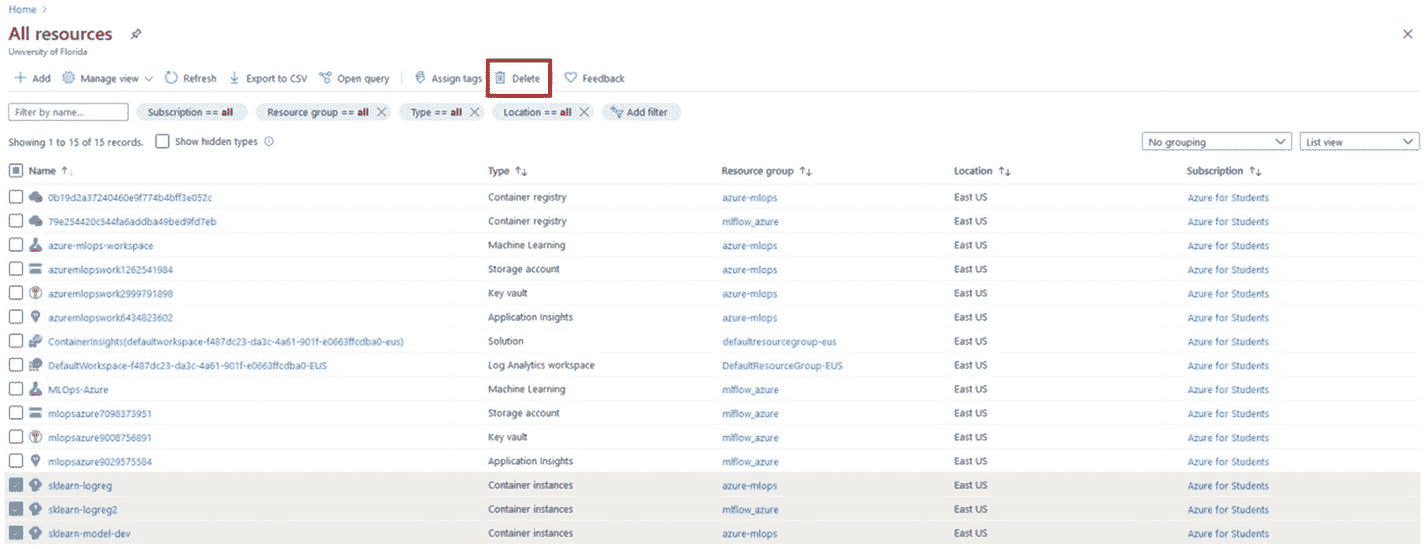 Home >
All resources
University of Florida
Add Manage view Refresh Export to CSV Open query Assign tags Delete Feedback
Filter by name... Subscription == all Resource group == all Type == all Location == all Add filter
Showing 1 to 15 of 15 records. Show hidden types No grouping List view
Name Type Resource group Location Subscription
0b19d2a37240460e9f774b4bff3e052c Container registry azure-mlops East US Azure for Students
79e254420c544fa6addba49bed9fd7eb Container registry mlflow_azure East US Azure for Students
azure-mlops-workspace Machine Learning azure-mlops East US Azure for Students
azuremlopswork1262541984 Storage account azure-mlops East US Azure for Students
azuremlopswork2999791898 Key vault azure-mlops East US Azure for Students
azuremlopswork6434823602 Application Insights azure-mlops East US Azure for Students
ContainerInsights(defaultworkspace-f487dc23-da3c-4a61-901f-e0663ffcdba0-eus) Solution defaultresourcegroup-eus East US Azure for Students
DefaultWorkspace-f487dc23-da3c-4a61-901f-e0663ffcdba0-EUS Log Analytics workspace DefaultResourceGroup-EUS East US Azure for Students
MLOps-Azure Machine Learning mlflow_azure East US Azure for Students
mlopsazure7098373951 Storage account mlflow_azure East US Azure for Students
mlopsazure9008756891 Key vault mlflow_azure East US Azure for Students
mlopsazure9029575584 Application Insights mlflow_azure East US Azure for Students
sklearn-logreg Container instances azure-mlops East US Azure for Students
sklearn-logreg2 Container instances mlflow_azure East US Azure for Students
sklearn-model-dev Container instances azure-mlops East US Azure for Students